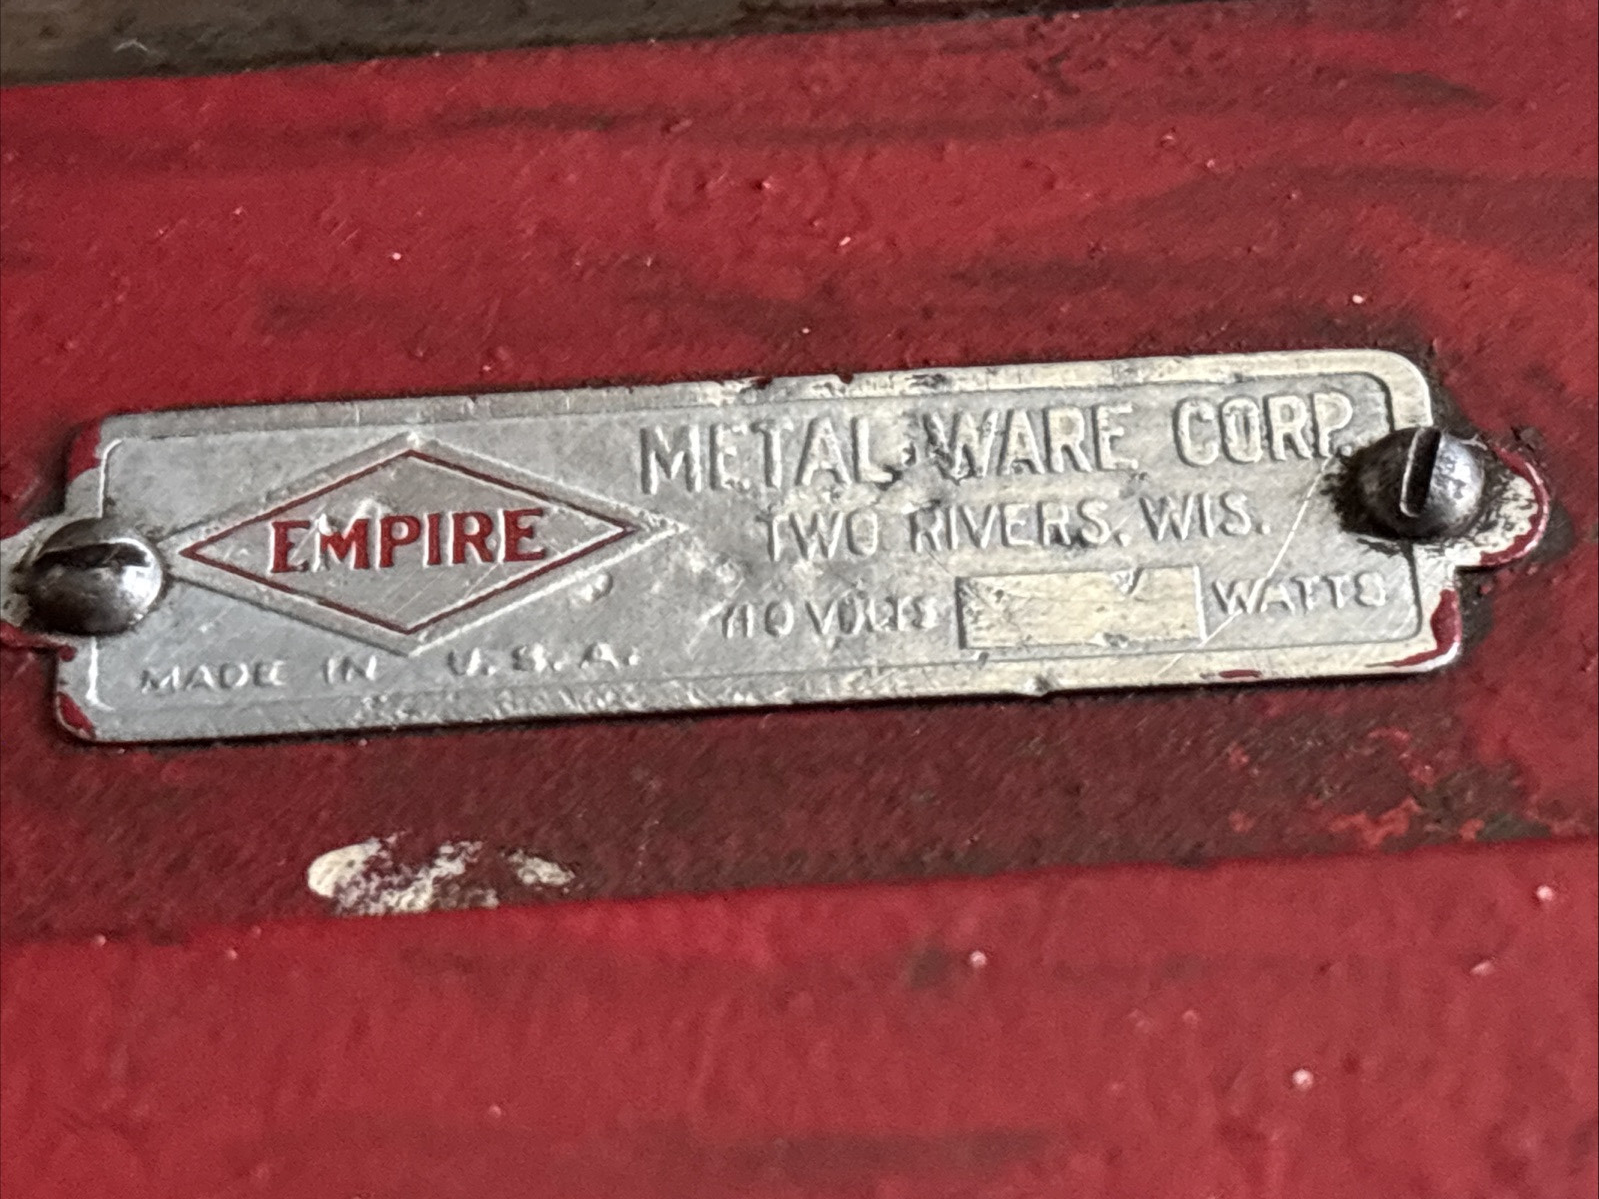 EMPIRE
METAL WARE CORP.
TWO RIVERS, WIS.
110 VOLTS WATTS
MADE IN U.S.A.